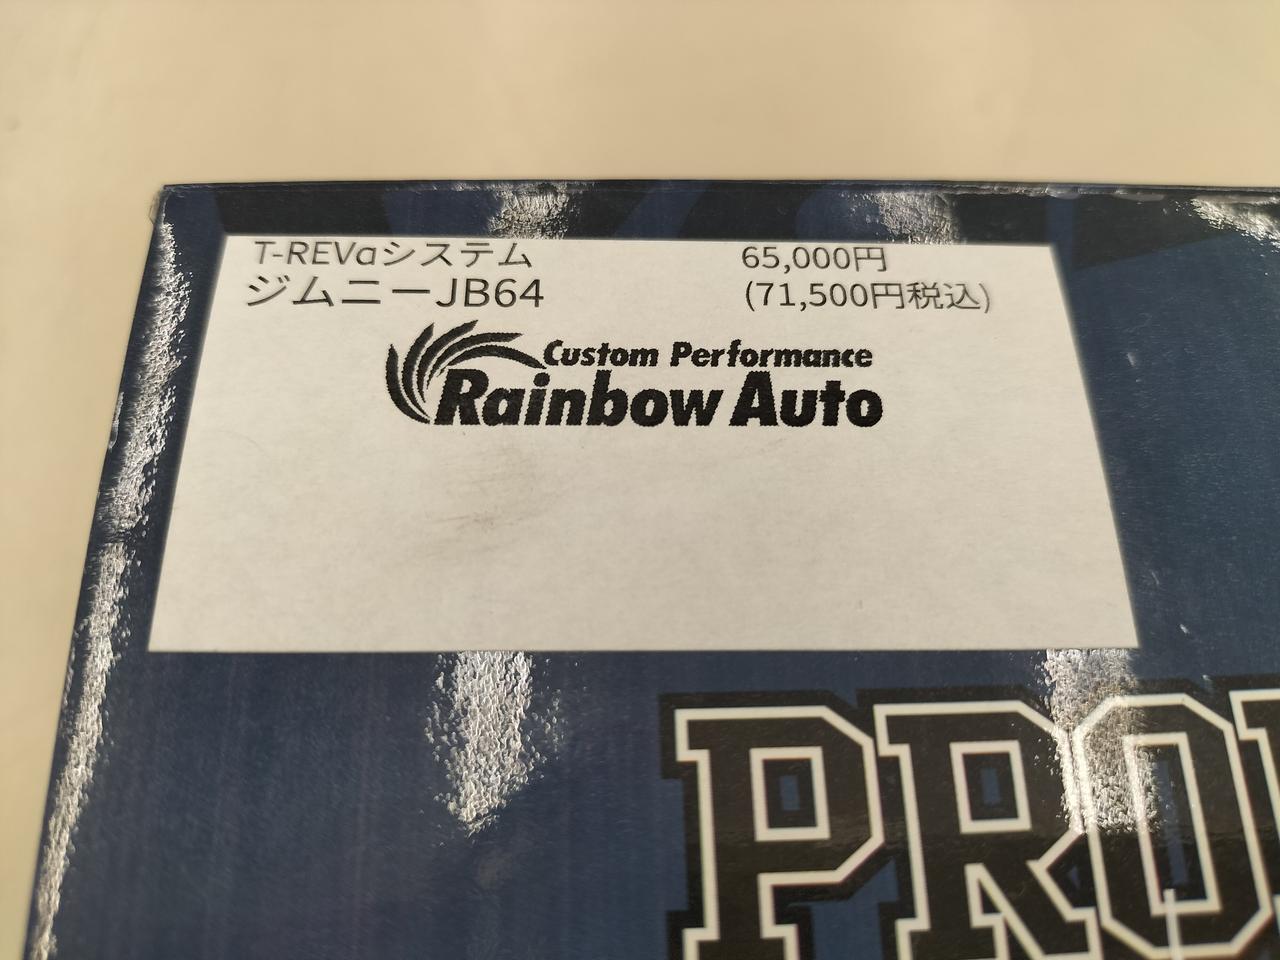 T-REVαシステム 65,000円
ジムニーJB64 (71,500円税込)
Custom Performance
Rainbow Auto
PRO